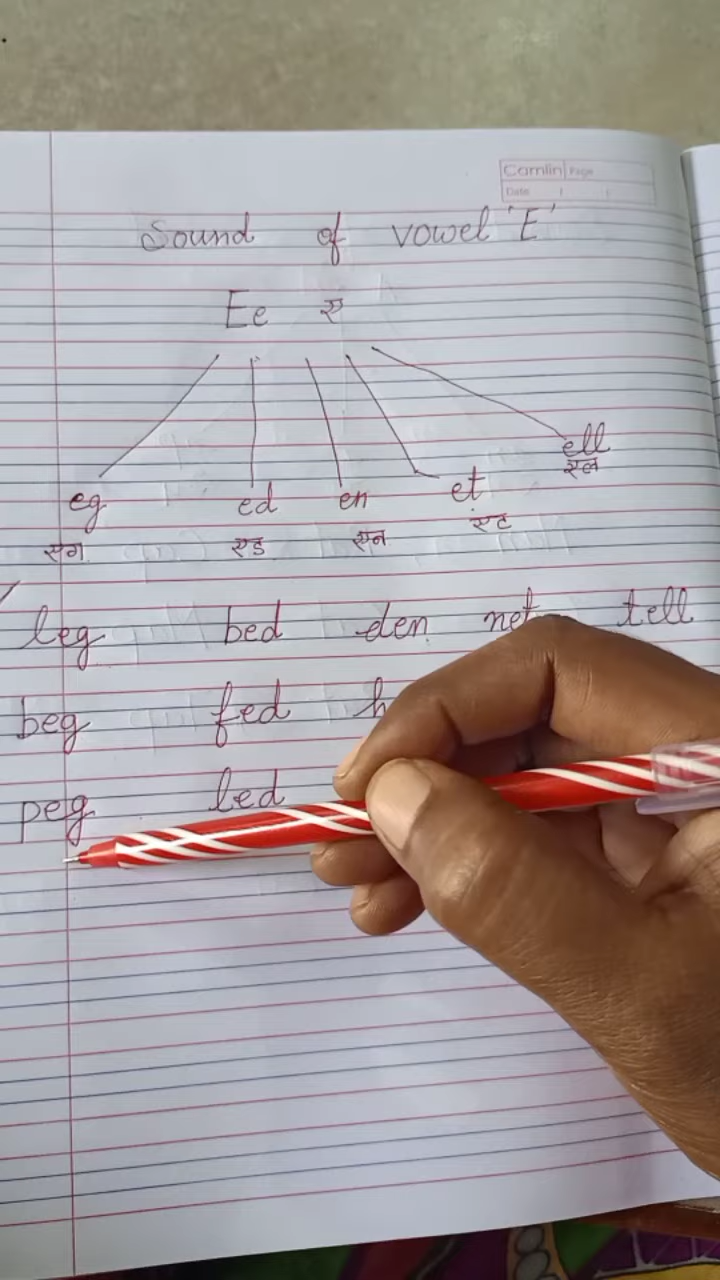 Camlin Page
Date / /
Sound of vowel 'E'
Ee ए
eg ed en et ell
एग एड एन एट एल
leg bed den net tell
beg fed h
peg led